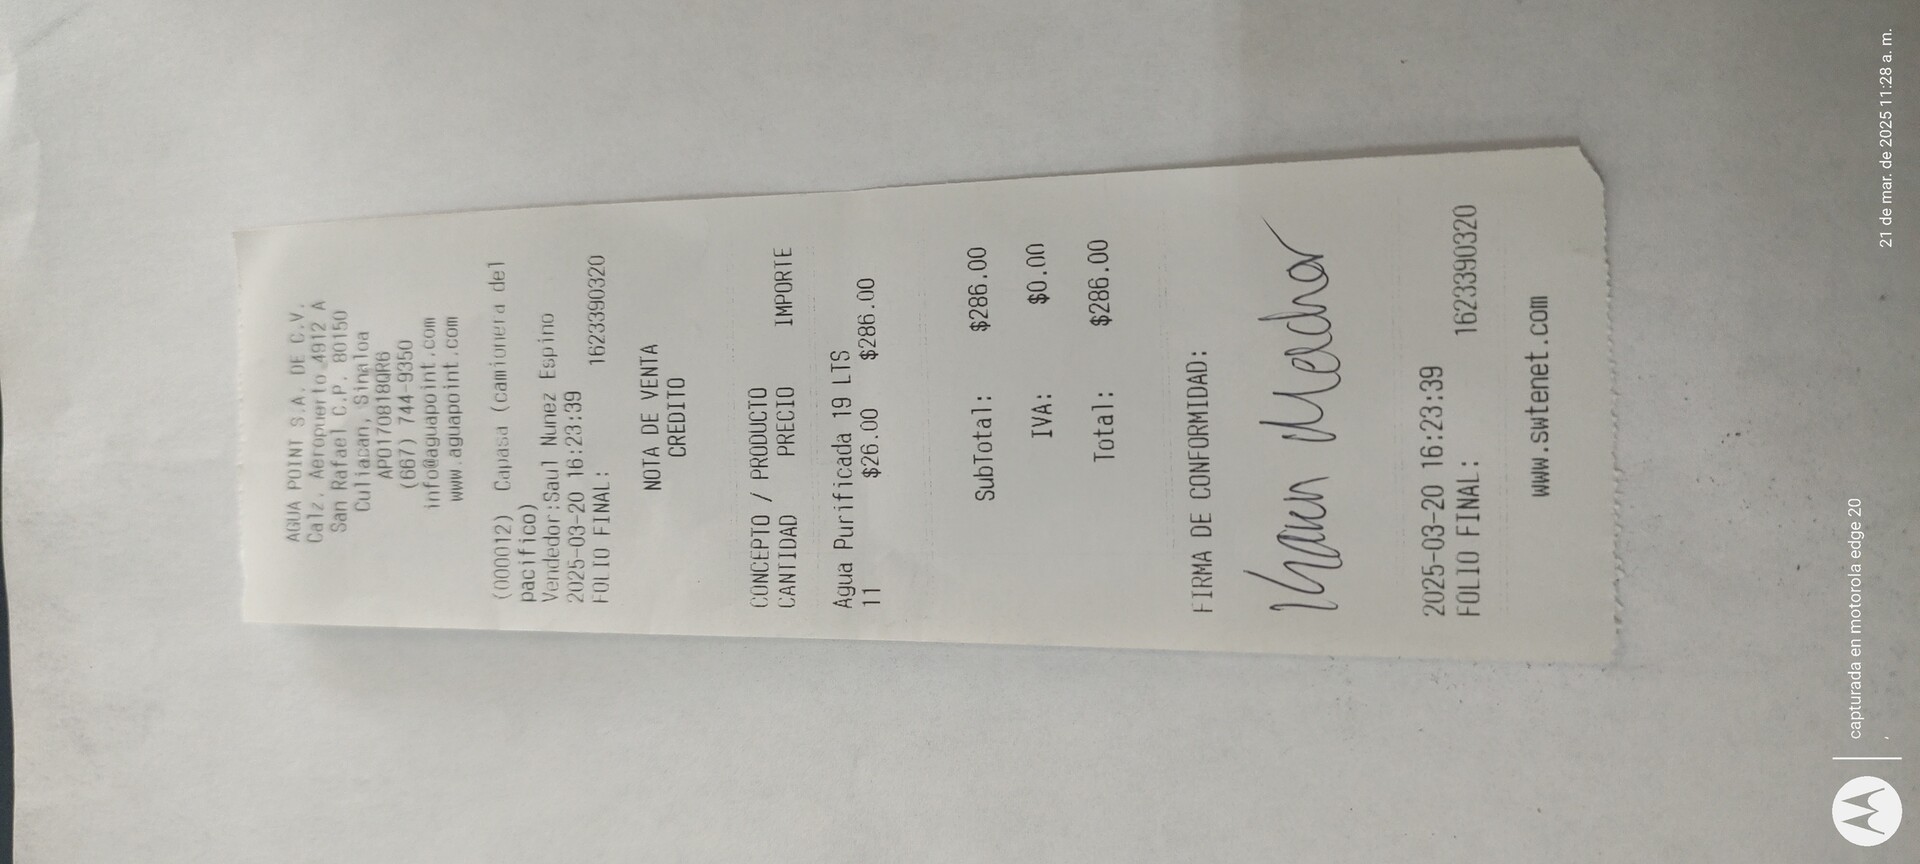 AGUA POINT S.A. DE C.V.
Calz. Aeropuerto 4912 A
San Rafael C.P. 80150
Culiacan, Sinaloa
APO170818QR6
(667) 744-9350
info@aguapoint.com
www.aguapoint.com
(000012) Capasa (camionera del
pacifico)
Vendedor:Saul Nunez Espino
2025-03-20 16:23:39
FOLIO FINAL: 1623390320
NOTA DE VENTA
CREDITO
CONCEPTO / PRODUCTO
CANTIDAD PRECIO IMPORTE
Agua Purificada 19 LTS
11 $26.00 $286.00
SubTotal: $286.00
IVA: $0.00
Total: $286.00
FIRMA DE CONFORMIDAD:
2025-03-20 16:23:39
FOLIO FINAL: 1623390320
www.swtenet.com
capturada en motorola edge 20
21 de mar. de 2025 11:28 a. m.